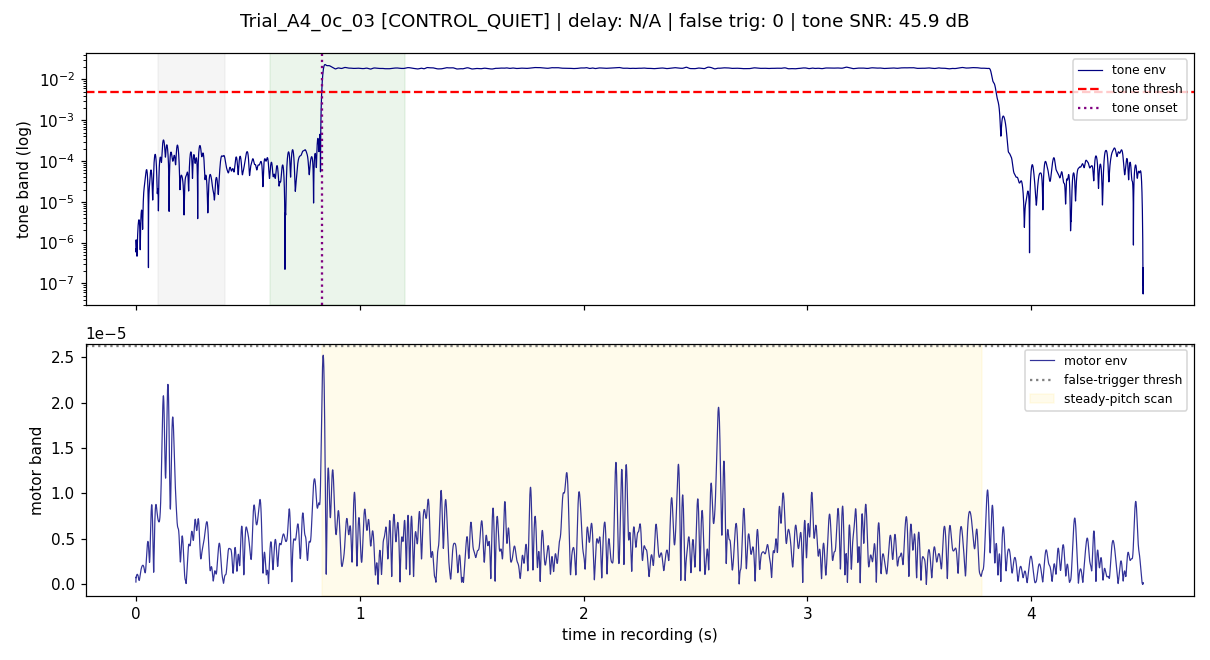 Trial_A4_0c_03 [CONTROL_QUIET] | delay: N/A | false trig: 0 | tone SNR: 45.9 dB
tone band (log)
10⁻²
10⁻³
10⁻⁴
10⁻⁵
10⁻⁶
10⁻⁷
tone env
tone thresh
tone onset
1e−5
motor band
2.5
2.0
1.5
1.0
0.5
0.0
motor env
false-trigger thresh
steady-pitch scan
0 1 2 3 4
time in recording (s)